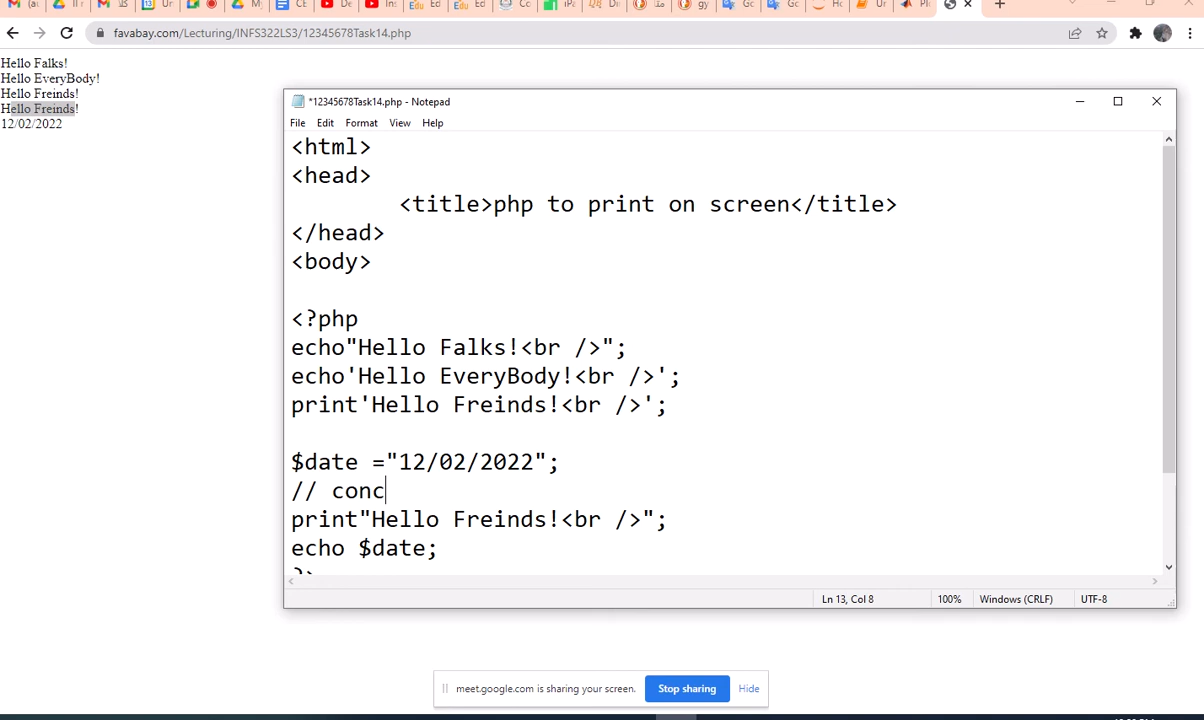 favabay.com/Lecturing/INFS322LS3/12345678Task14.php
Hello Falks!
Hello EveryBody!
Hello Freinds!
Hello Freinds!
12/02/2022
*12345678Task14.php - Notepad
File Edit Format View Help
<html>
<head>
<title>php to print on screen</title>
</head>
<body>
<?php
echo"Hello Falks!<br />";
echo'Hello EveryBody!<br />';
print'Hello Freinds!<br />';
$date ="12/02/2022";
// conc
print"Hello Freinds!<br />";
echo $date;
?>
Ln 13, Col 8 100% Windows (CRLF) UTF-8
meet.google.com is sharing your screen. Stop sharing Hide